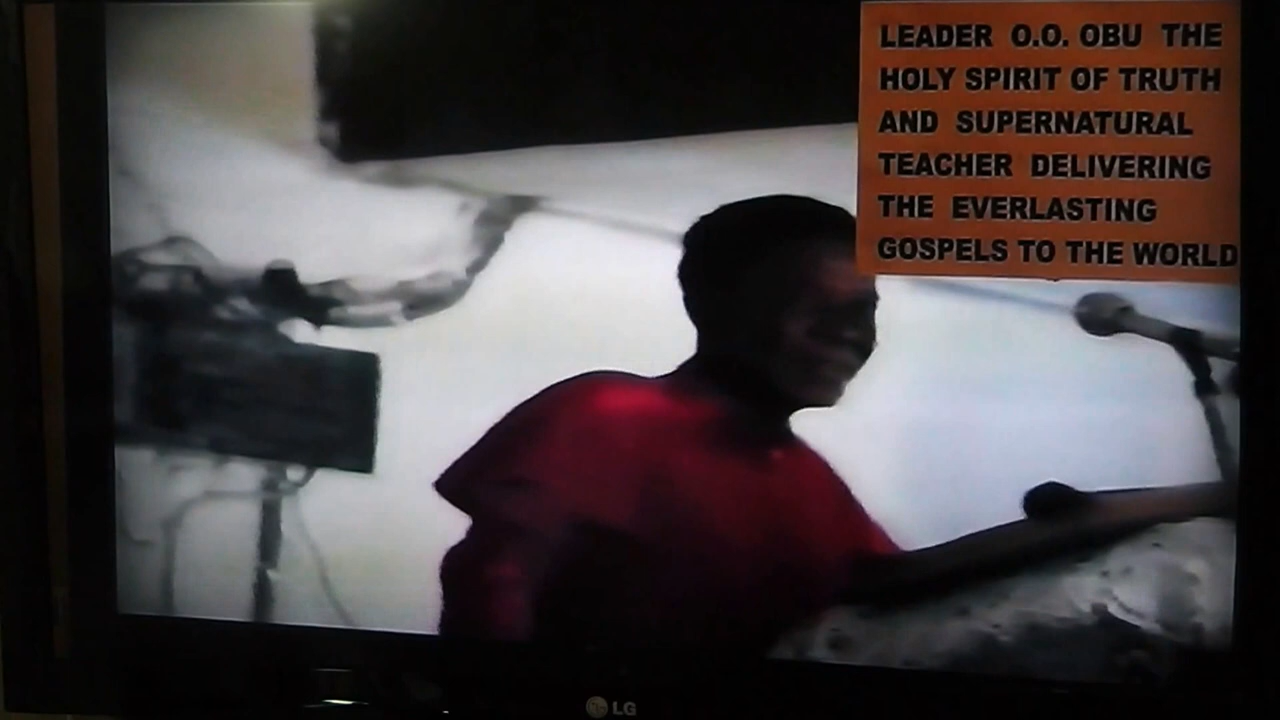 LEADER O.O. OBU THE
HOLY SPIRIT OF TRUTH
AND SUPERNATURAL
TEACHER DELIVERING
THE EVERLASTING
GOSPELS TO THE WORLD
LG